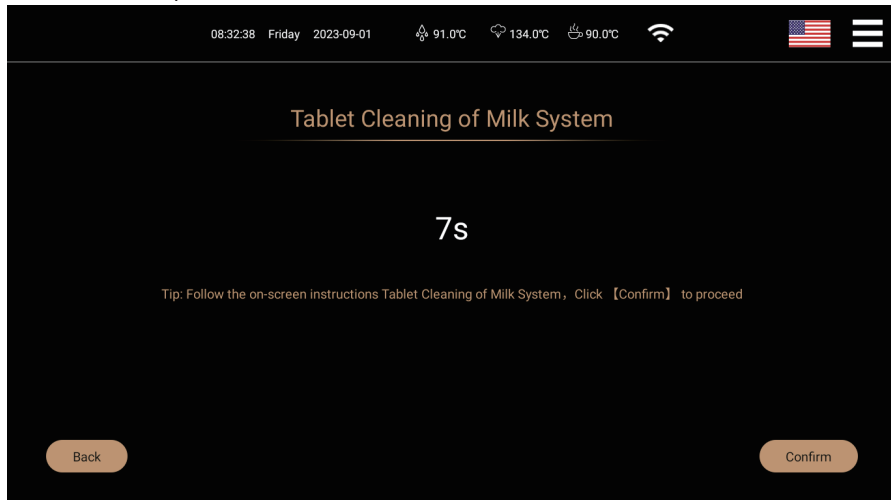 08:32:38 Friday 2023-09-01 91.0℃ 134.0℃ 90.0℃
Tablet Cleaning of Milk System
7s
Tip: Follow the on-screen instructions Tablet Cleaning of Milk System，Click 【Confirm】 to proceed
Back Confirm